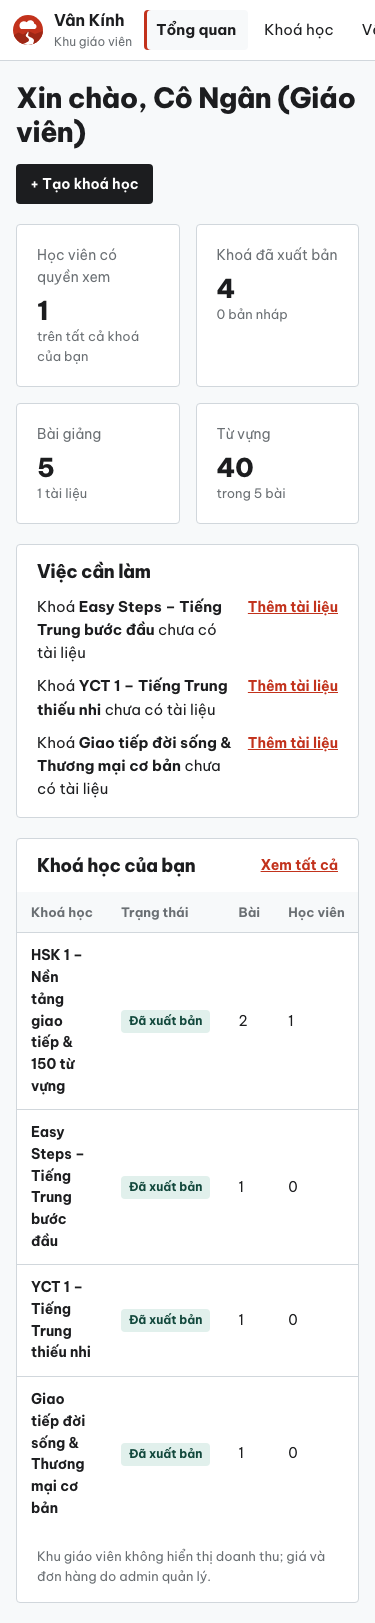 Vân Kính
Khu giáo viên
Tổng quan
Khoá học
Xin chào, Cô Ngân (Giáo
viên)
+ Tạo khoá học
Học viên có
quyền xem
1
trên tất cả khoá
của bạn
Khoá đã xuất bản
4
0 bản nháp
Bài giảng
5
1 tài liệu
Từ vựng
40
trong 5 bài
Việc cần làm
Khoá Easy Steps – Tiếng
Trung bước đầu chưa có
tài liệu
Thêm tài liệu
Khoá YCT 1 – Tiếng Trung
thiếu nhi chưa có tài liệu
Thêm tài liệu
Khoá Giao tiếp đời sống &
Thương mại cơ bản chưa
có tài liệu
Thêm tài liệu
Khoá học của bạn
Xem tất cả
Khoá học Trạng thái Bài Học viên
HSK 1 –
Nền
tảng
giao
tiếp &
150 từ
vựng
Đã xuất bản 2 1
Easy
Steps –
Tiếng
Trung
bước
đầu
Đã xuất bản 1 0
YCT 1 –
Tiếng
Trung
thiếu nhi
Đã xuất bản 1 0
Giao
tiếp đời
sống &
Thương
mại cơ
bản
Đã xuất bản 1 0
Khu giáo viên không hiển thị doanh thu; giá và
đơn hàng do admin quản lý.